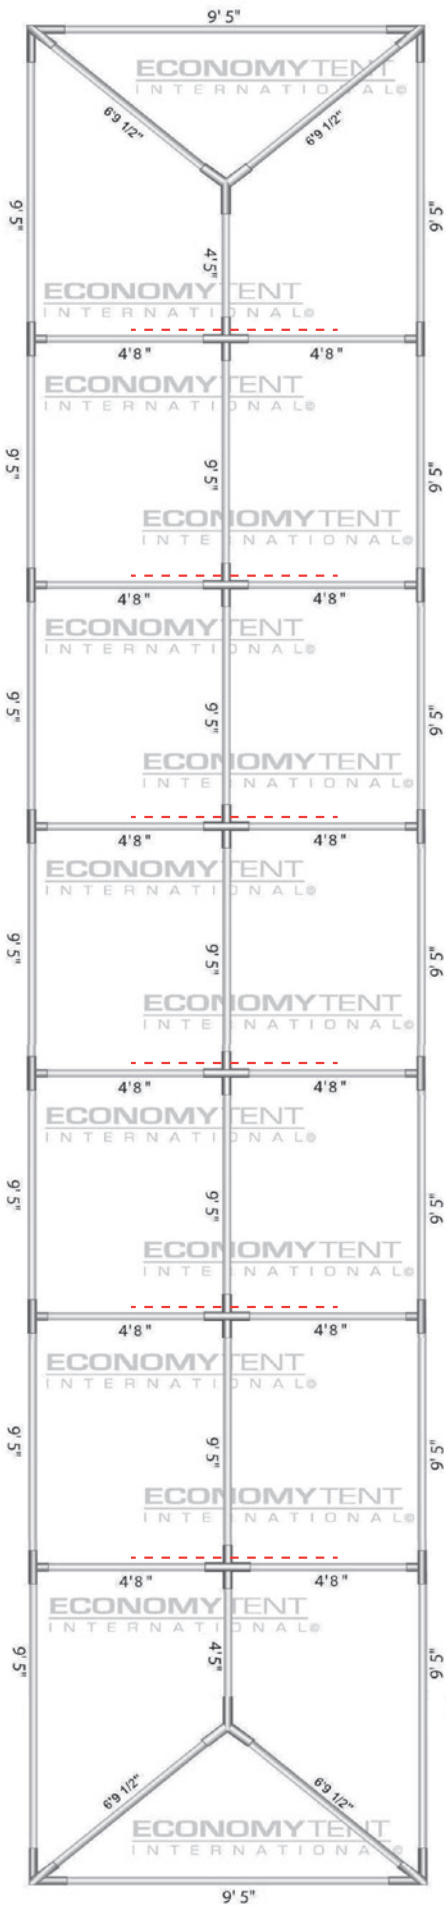 9' 5"
ECONOMYTENT
INTERNATIONAL©
6'9 1/2"
6'9 1/2"
9' 5"
9' 5"
4'5"
ECONOMYTENT
INTERNATIONAL©
4'8"
4'8"
ECONOMYTENT
INTERNATIONAL©
9' 5"
9' 5"
9' 5"
ECONOMYTENT
INTERNATIONAL©
4'8"
4'8"
ECONOMYTENT
INTERNATIONAL©
9' 5"
9' 5"
9' 5"
ECONOMYTENT
INTERNATIONAL©
4'8"
4'8"
ECONOMYTENT
INTERNATIONAL©
9' 5"
9' 5"
9' 5"
ECONOMYTENT
INTERNATIONAL©
4'8"
4'8"
ECONOMYTENT
INTERNATIONAL©
9' 5"
9' 5"
9' 5"
ECONOMYTENT
INTERNATIONAL©
4'8"
4'8"
ECONOMYTENT
INTERNATIONAL©
9' 5"
9' 5"
9' 5"
ECONOMYTENT
INTERNATIONAL©
4'8"
4'8"
ECONOMYTENT
INTERNATIONAL©
9' 5"
4'5"
9' 5"
6'9 1/2"
6'9 1/2"
ECONOMYTENT
INTERNATIONAL©
9' 5"